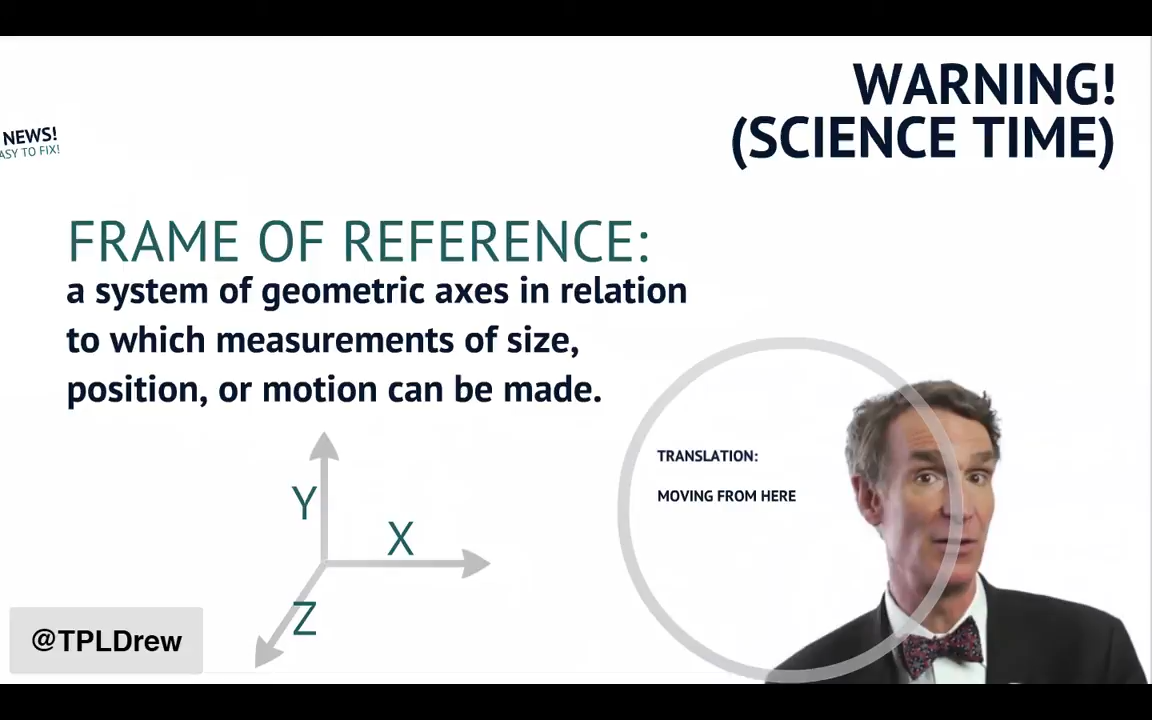 WARNING!
(SCIENCE TIME)
NEWS!
ASY TO FIX!
FRAME OF REFERENCE:
a system of geometric axes in relation
to which measurements of size,
position, or motion can be made.
TRANSLATION:
MOVING FROM HERE
Y
X
Z
@TPLDrew